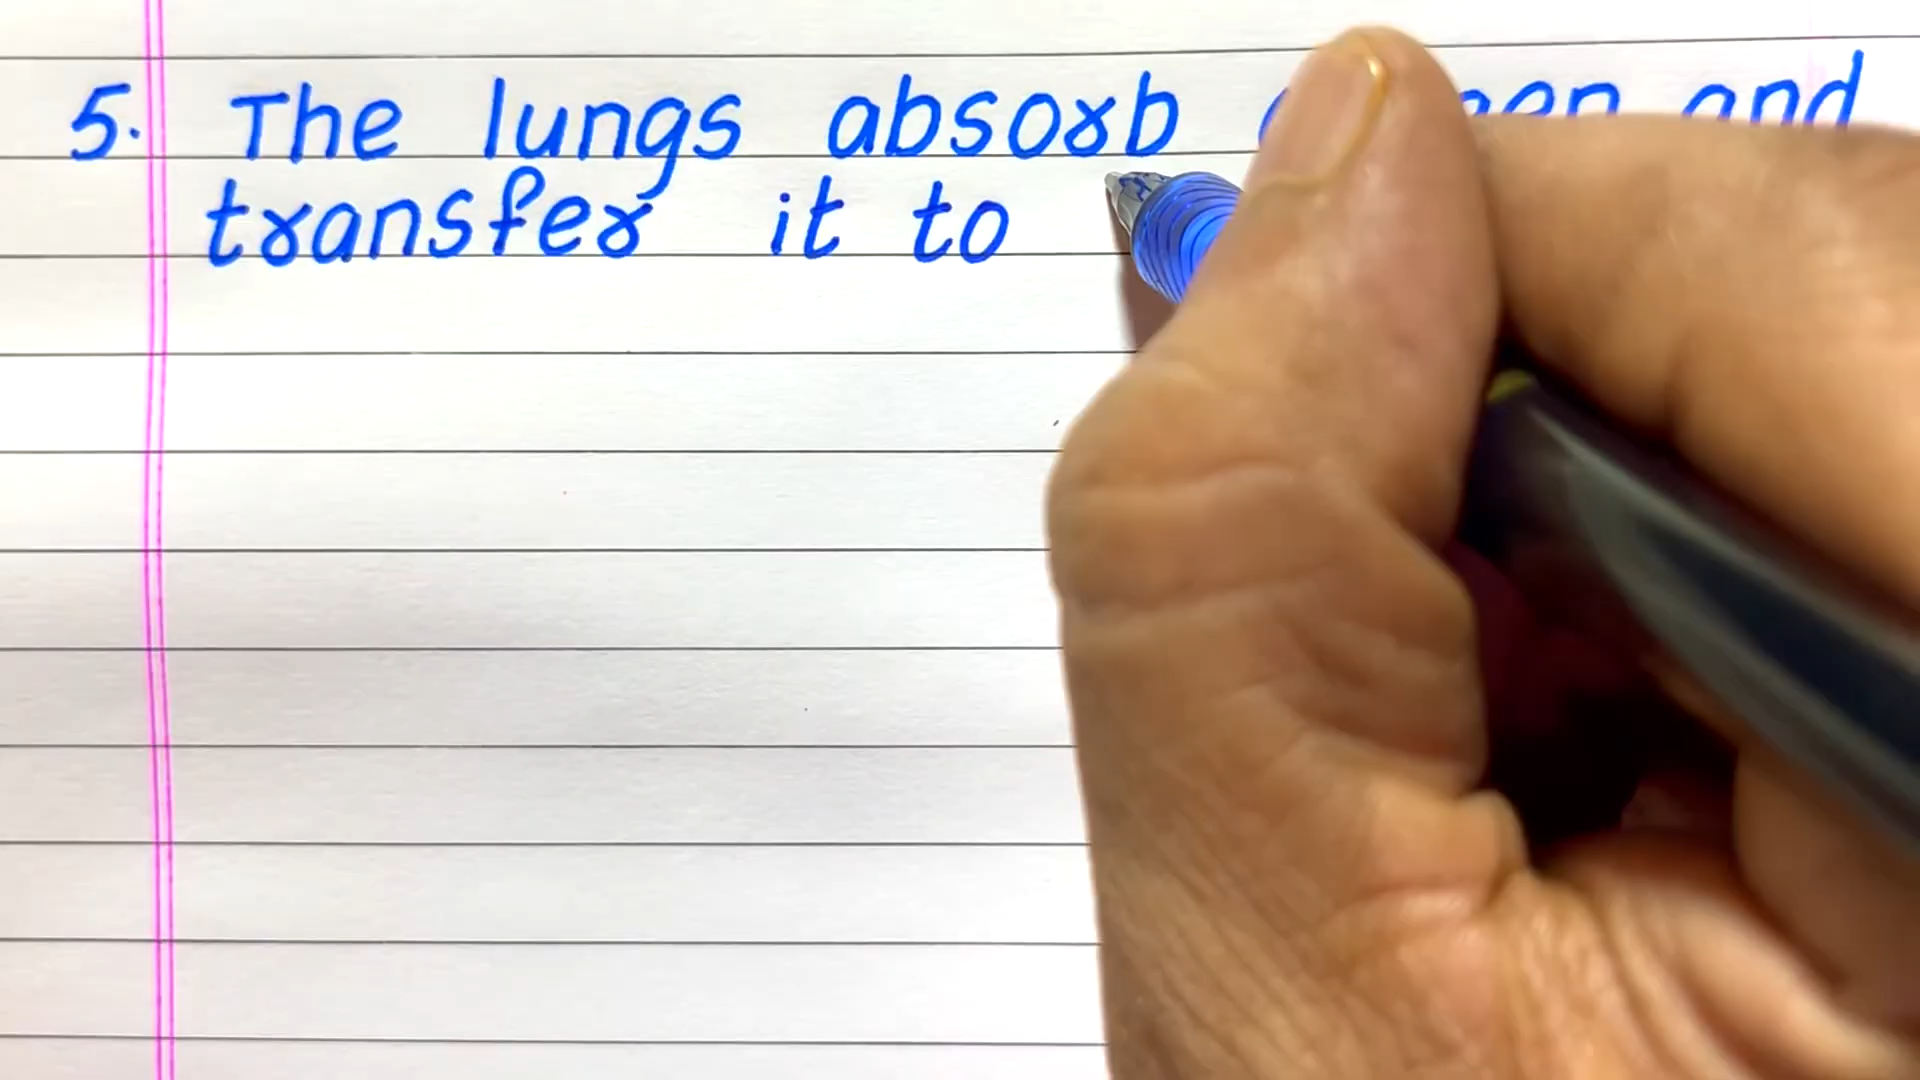 5. The lungs absorb and
transfer it to